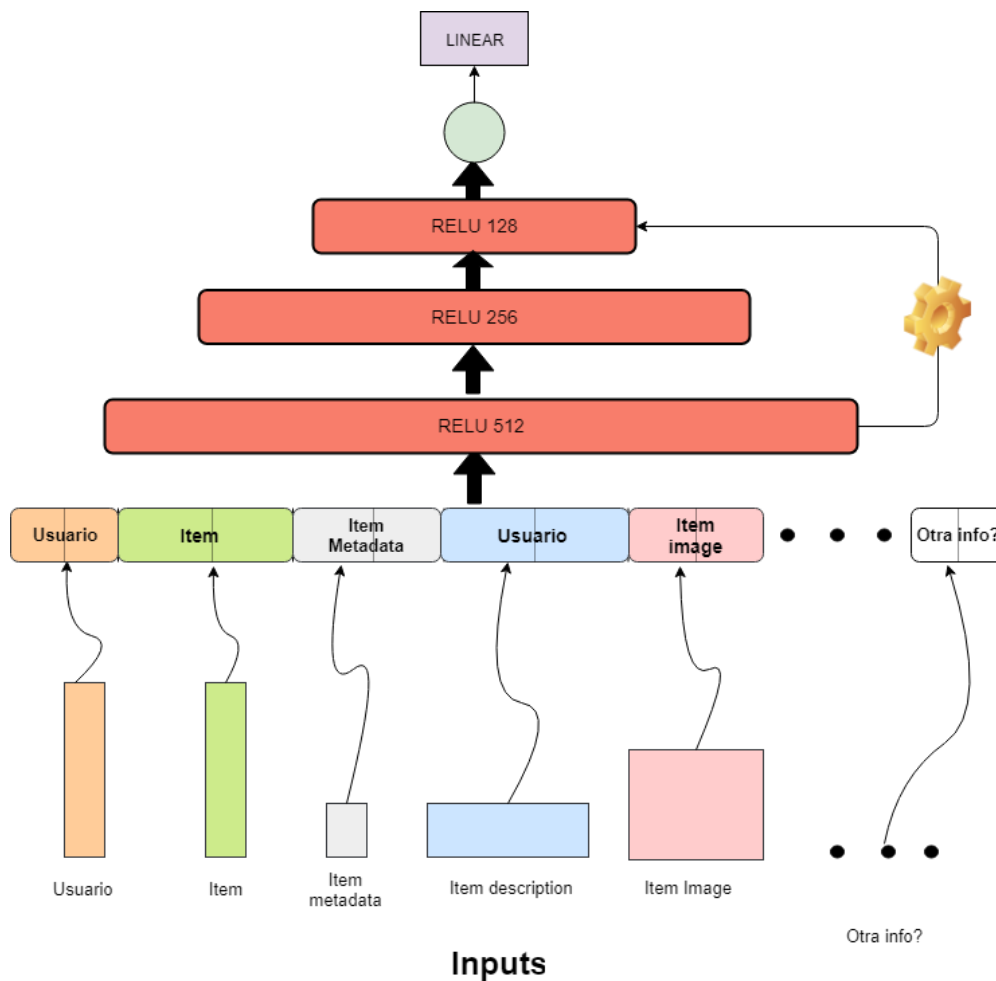 LINEAR
RELU 128
RELU 256
RELU 512
Usuario
Item
Item
Metadata
Usuario
Item
image
Otra info?
Usuario
Item
Item
metadata
Item description
Item Image
Otra info?
Inputs